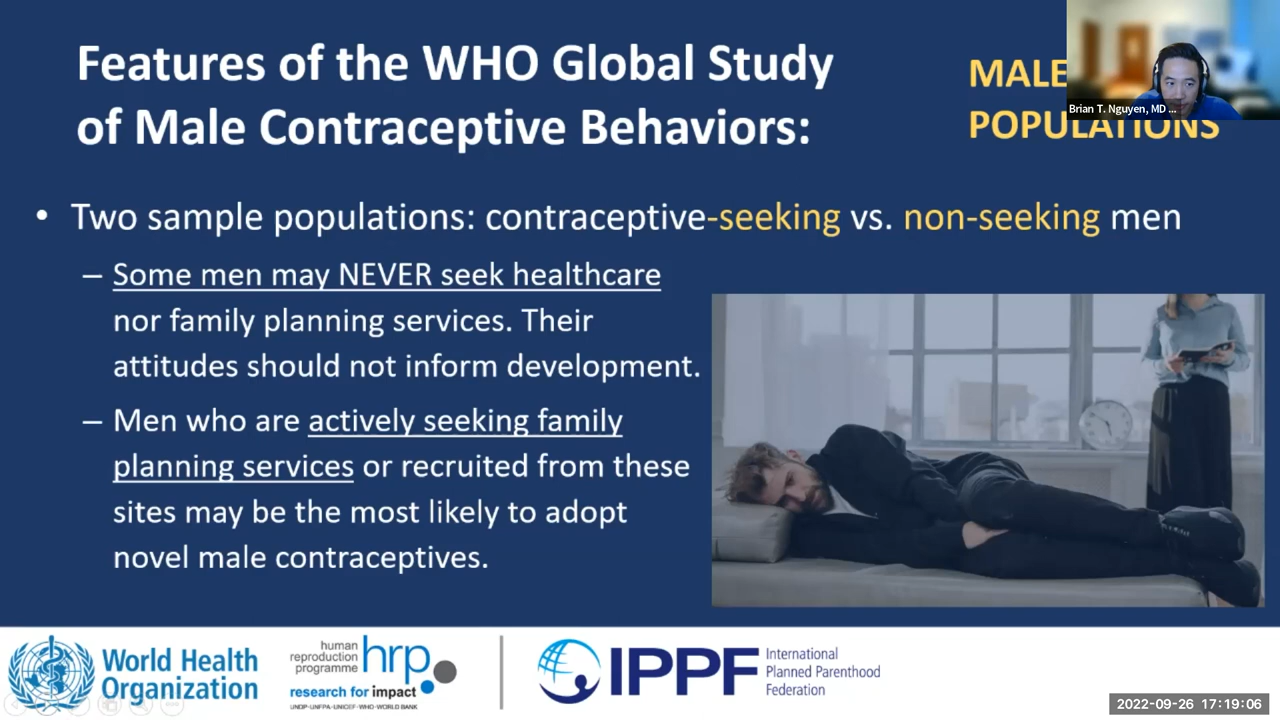 Features of the WHO Global Study
of Male Contraceptive Behaviors:
MALE
POPULATIONS
Brian T. Nguyen, MD ...
• Two sample populations: contraceptive-seeking vs. non-seeking men
– Some men may NEVER seek healthcare
nor family planning services. Their
attitudes should not inform development.
– Men who are actively seeking family
planning services or recruited from these
sites may be the most likely to adopt
novel male contraceptives.
World Health
Organization
human
reproduction
programme
hrp
research for impact
UNDP·UNFPA·UNICEF·WHO·WORLD BANK
IPPF
International
Planned Parenthood
Federation
2022-09-26 17:19:06